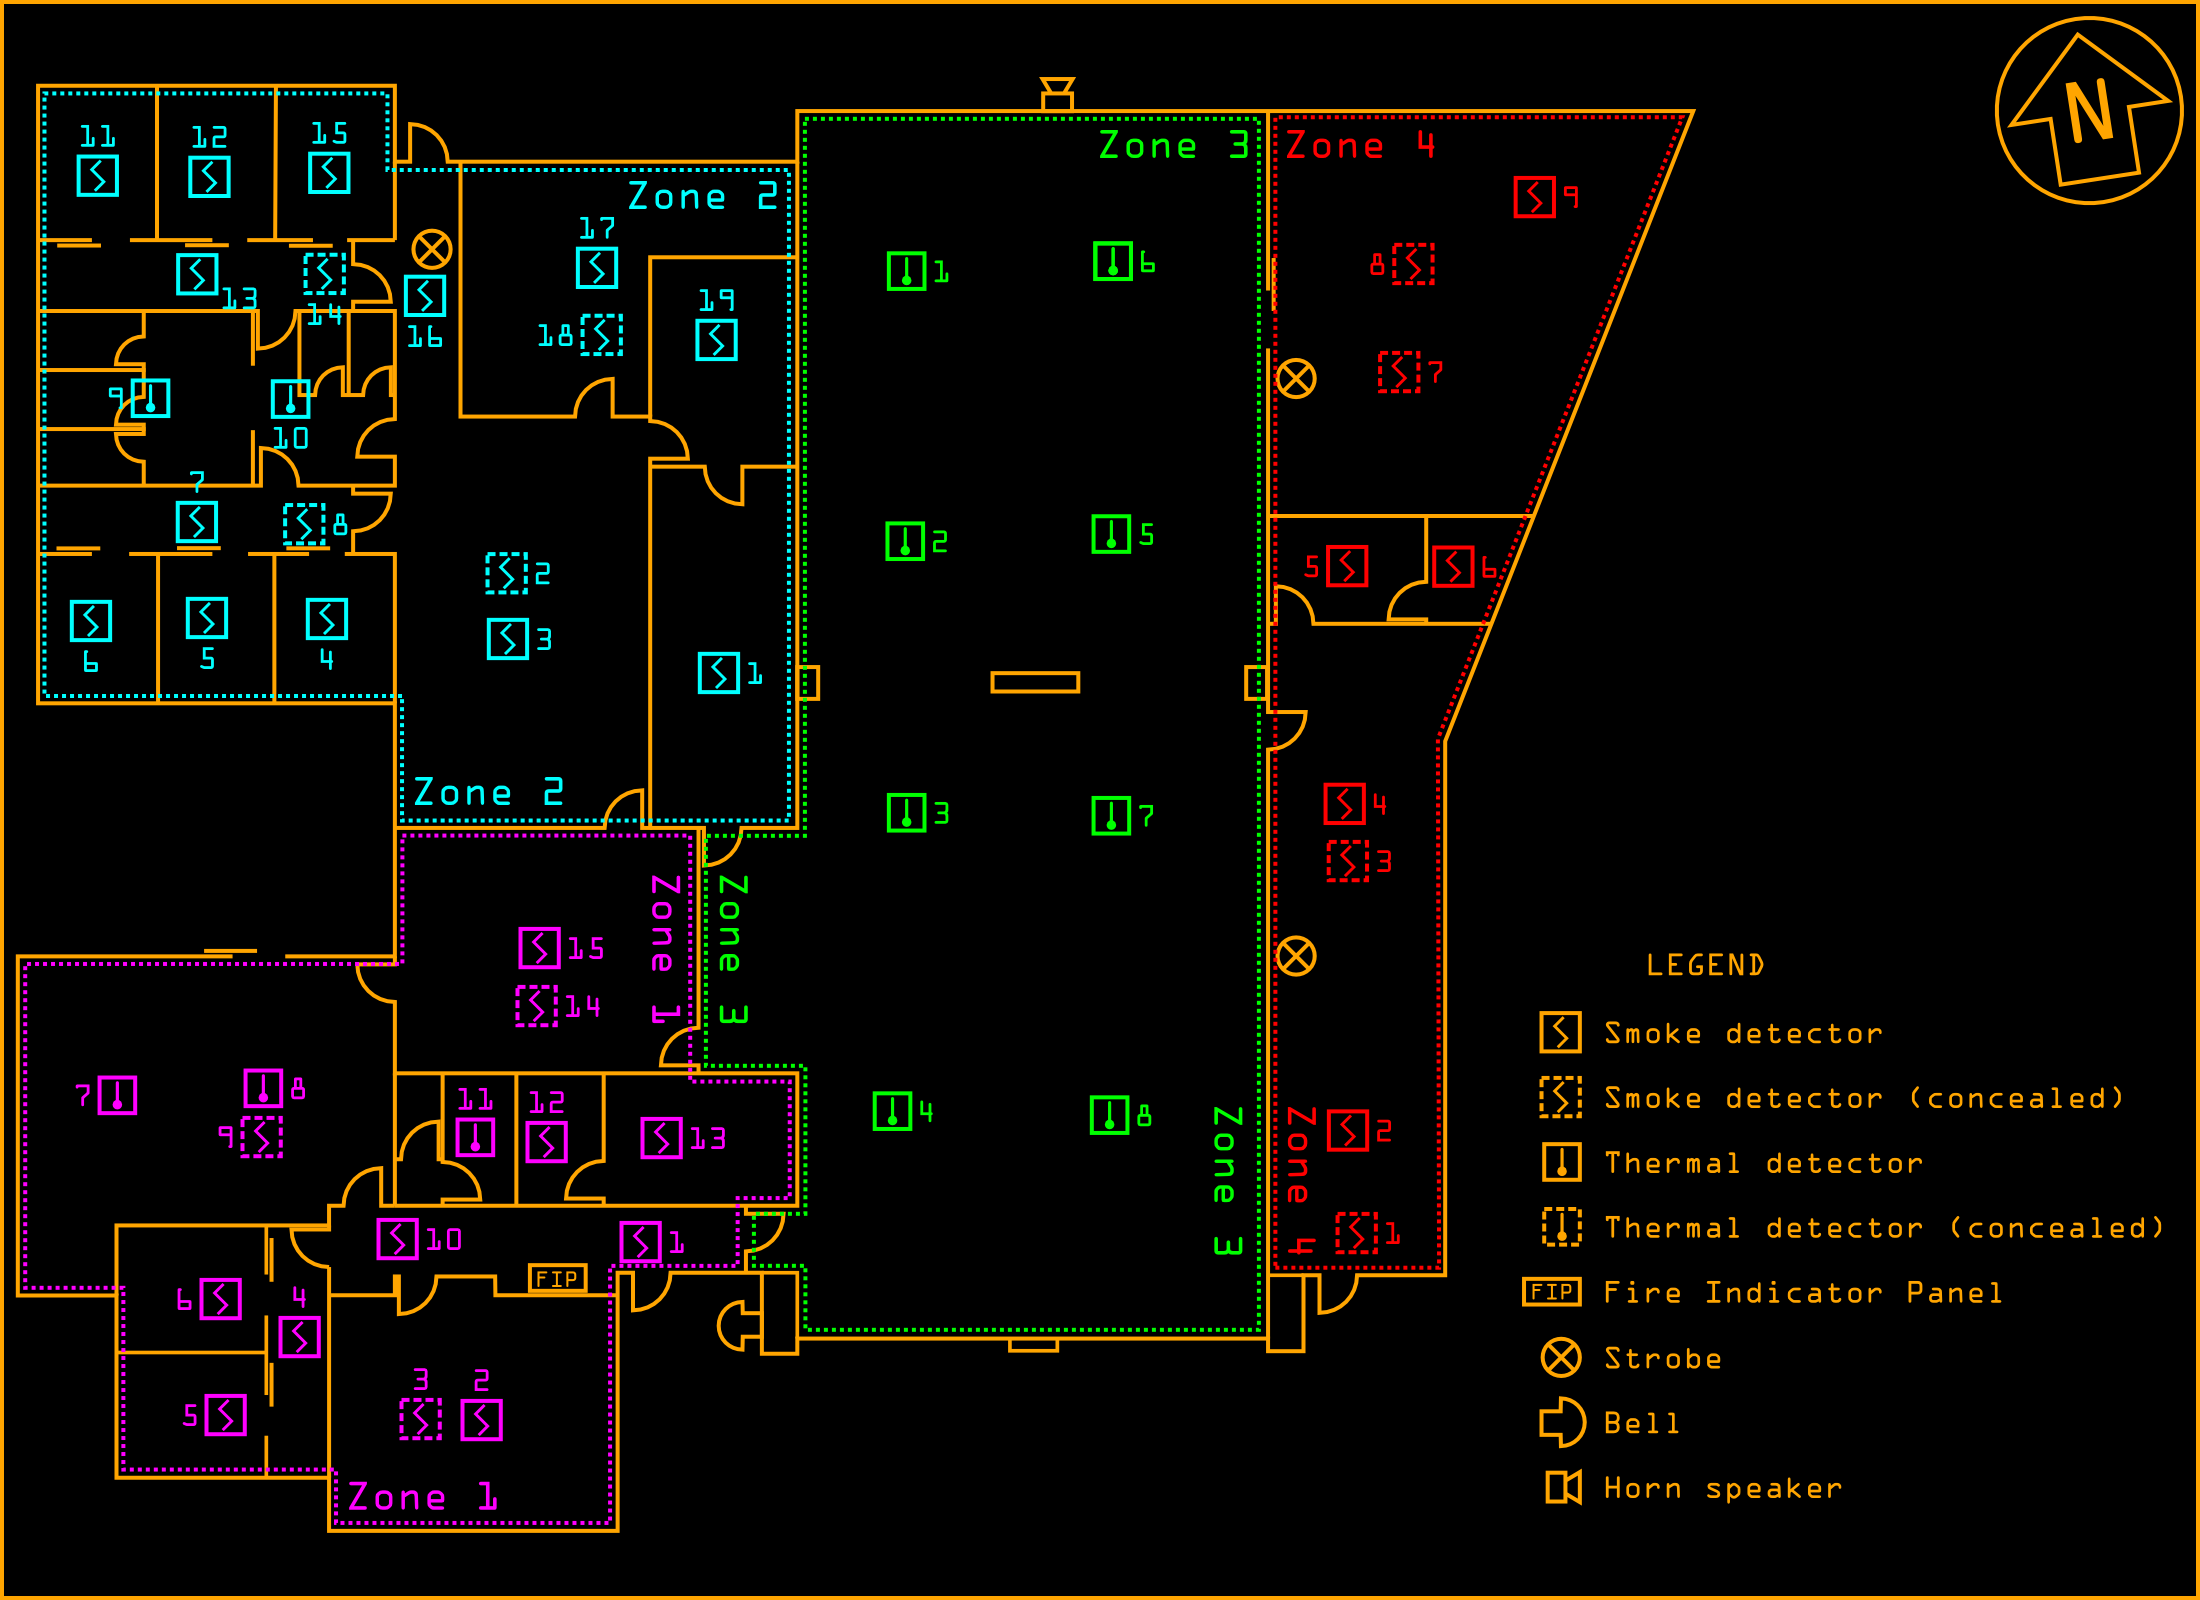 N
Zone 3
Zone 4
11
12
15
Zone 2
9
17
13
14
16
18
19
1
6
8
7
9
10
7
8
2
5
5
6
2
3
6
5
4
1
Zone 2
3
7
4
3
Zone 1
Zone 3
15
14
7
8
9
11
12
13
4
8
2
Zone 3
Zone 4
10
1
1
FIP
6
4
5
3
2
Zone 1
LEGEND
Smoke detector
Smoke detector (concealed)
Thermal detector
Thermal detector (concealed)
FIP Fire Indicator Panel
Strobe
Bell
Horn speaker